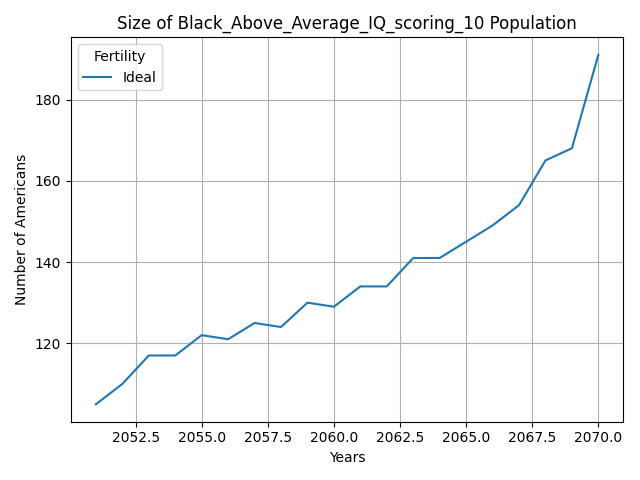 Size of Black_Above_Average_IQ_scoring_10 Population
Fertility
Ideal
Number of Americans
180
160
140
120
2052.5 2055.0 2057.5 2060.0 2062.5 2065.0 2067.5 2070.0
Years